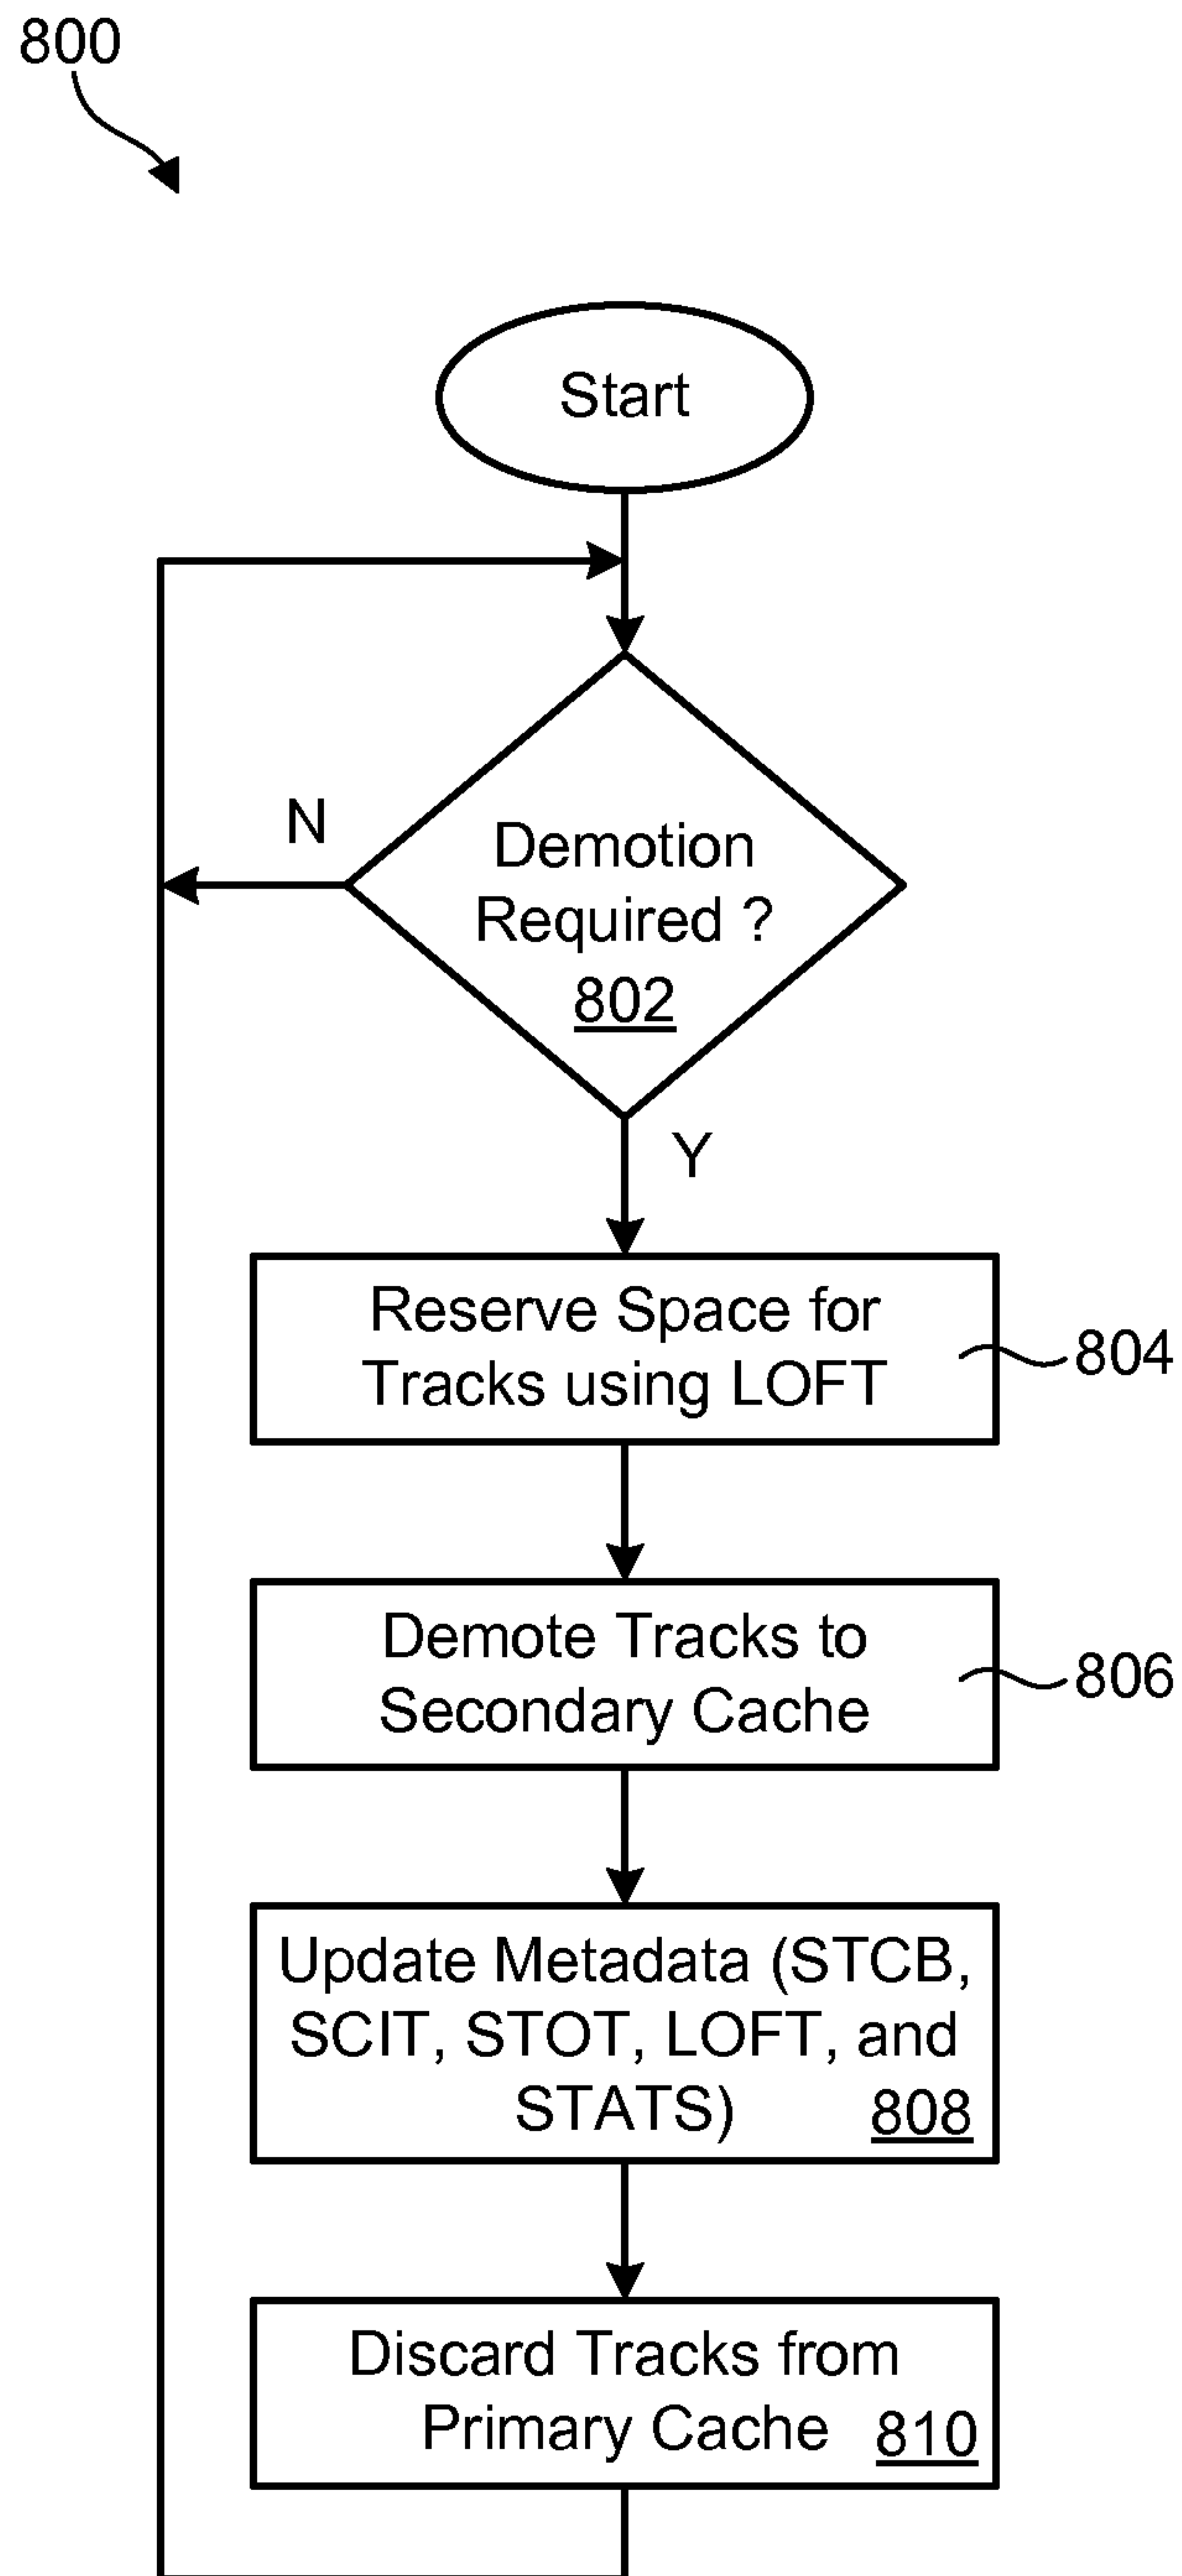 800
Start
N
Demotion
Required ?
802
Y
Reserve Space for
Tracks using LOFT
804
Demote Tracks to
Secondary Cache
806
Update Metadata (STCB,
SCIT, STOT, LOFT, and
STATS) 808
Discard Tracks from
Primary Cache 810